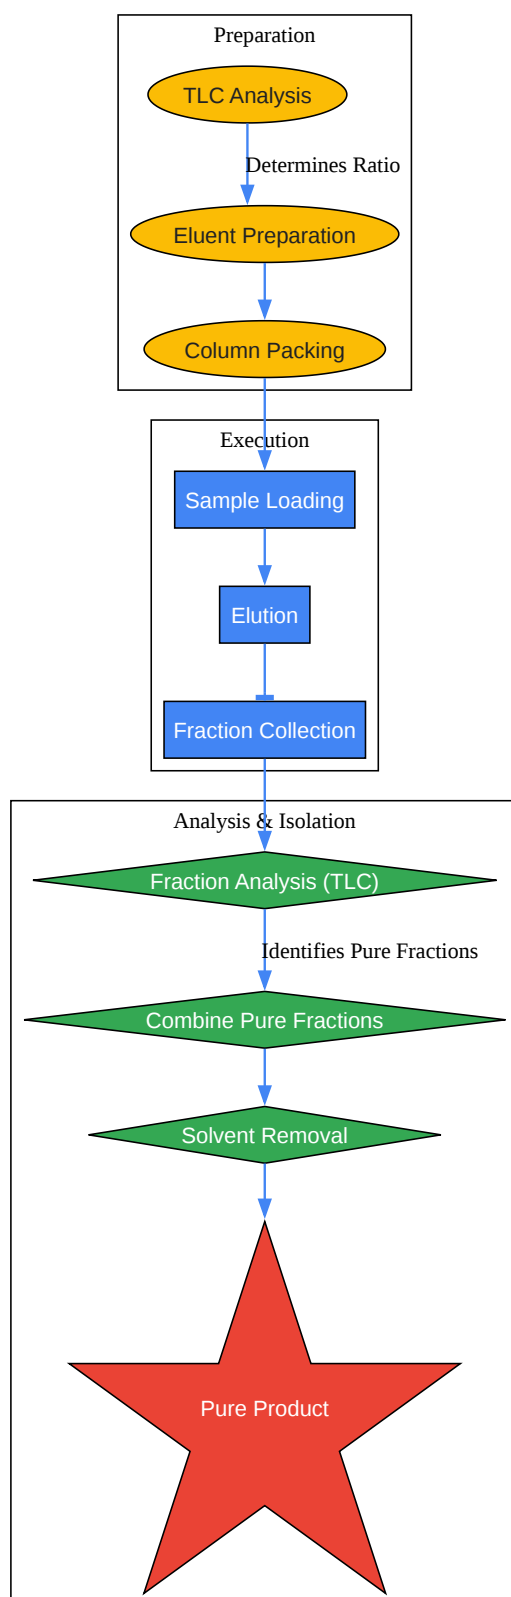 Preparation
TLC Analysis
Determines Ratio
Eluent Preparation
Column Packing
Execution
Sample Loading
Elution
Fraction Collection
Analysis & Isolation
Fraction Analysis (TLC)
Identifies Pure Fractions
Combine Pure Fractions
Solvent Removal
Pure Product